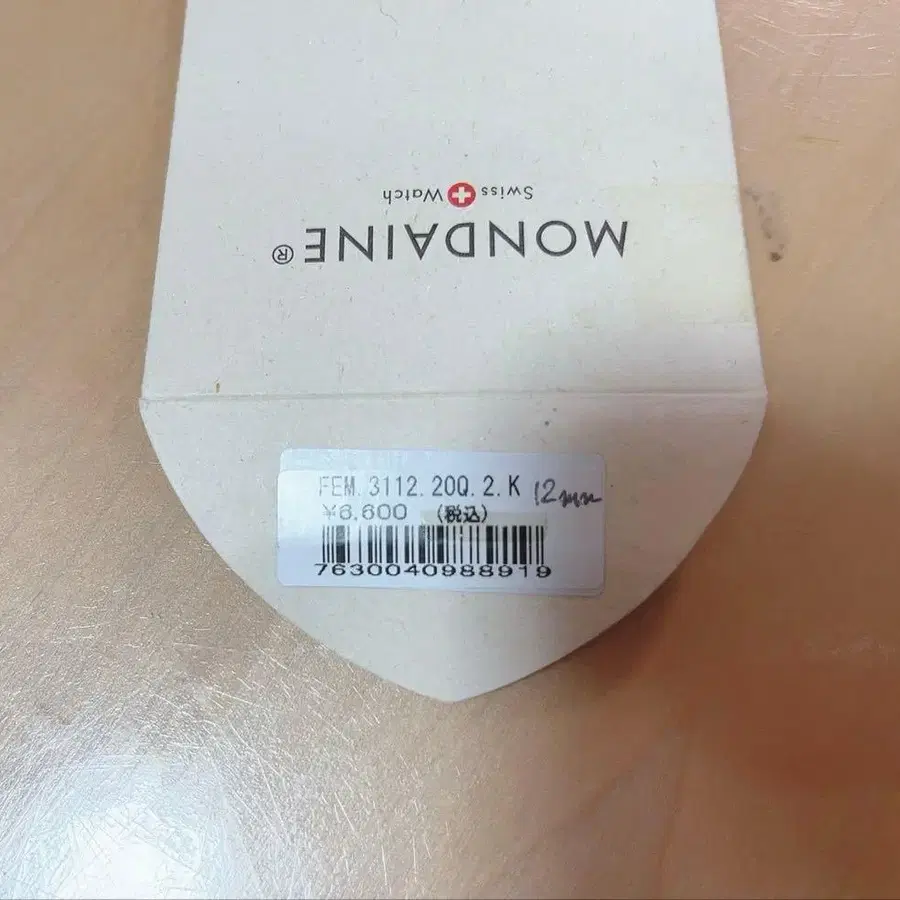 MONDAINE®
Swiss Watch
FEM.3112.20Q.2.K 12mm
¥6,600 (税込)
7630040988919